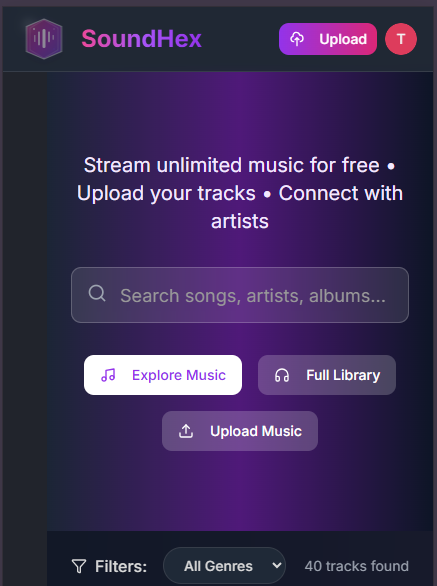 SoundHex
Upload
T
Stream unlimited music for free •
Upload your tracks • Connect with
artists
Search songs, artists, albums...
Explore Music
Full Library
Upload Music
Filters:
All Genres
40 tracks found